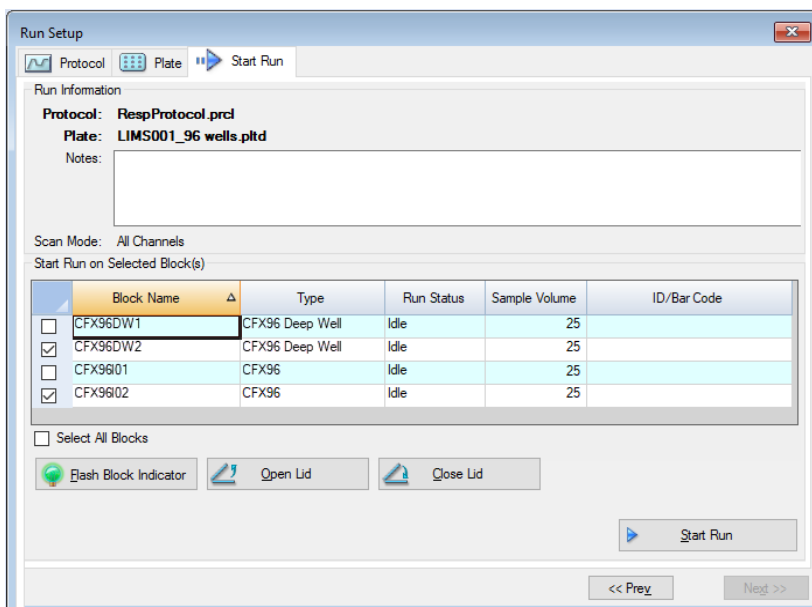 Run Setup
Protocol Plate Start Run
Run Information
Protocol: RespProtocol.prcl
Plate: LIMS001_96 wells.pltd
Notes:
Scan Mode: All Channels
Start Run on Selected Block(s)
Block Name Type Run Status Sample Volume ID/Bar Code
CFX96DW1 CFX96 Deep Well Idle 25
CFX96DW2 CFX96 Deep Well Idle 25
CFX96I01 CFX96 Idle 25
CFX96I02 CFX96 Idle 25
Select All Blocks
Flash Block Indicator Open Lid Close Lid
Start Run
<< Prev Next >>